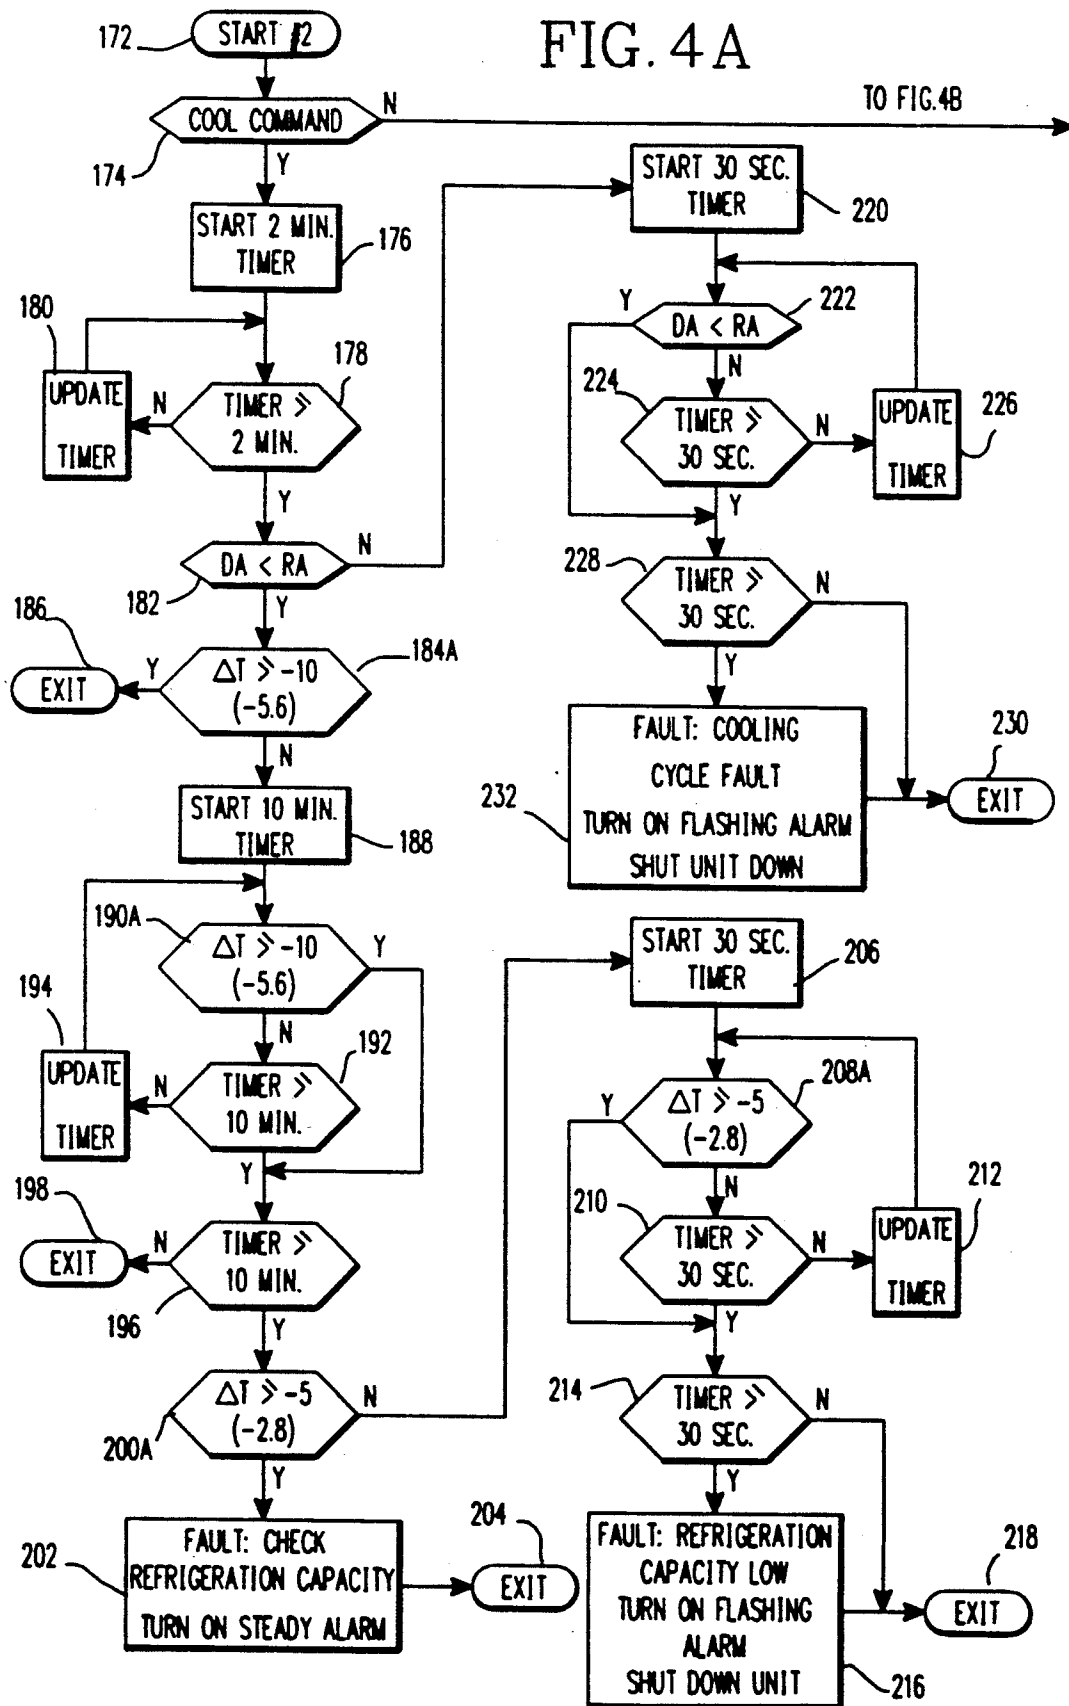 FIG. 4A
172
START #2
174
COOL COMMAND
N
TO FIG.4B
Y
START 2 MIN.
TIMER
176
180
UPDATE
TIMER
N
TIMER ⩾
2 MIN.
178
Y
DA < RA
N
182
Y
186
EXIT
Y
ΔT ⩾ -10
(-5.6)
184A
N
START 10 MIN.
TIMER
188
190A
ΔT ⩾ -10
(-5.6)
Y
N
194
UPDATE
TIMER
N
TIMER ⩾
10 MIN.
192
Y
198
EXIT
N
TIMER ⩾
10 MIN.
196
Y
ΔT ⩾ -5
(-2.8)
N
200A
Y
202
FAULT: CHECK
REFRIGERATION CAPACITY
TURN ON STEADY ALARM
204
EXIT
START 30 SEC.
TIMER
220
Y
DA < RA
222
N
224
TIMER ⩾
30 SEC.
N
UPDATE
TIMER
226
Y
228
TIMER ⩾
30 SEC.
N
Y
FAULT: COOLING
CYCLE FAULT
TURN ON FLASHING ALARM
SHUT UNIT DOWN
232
230
EXIT
START 30 SEC.
TIMER
206
Y
ΔT ⩾ -5
(-2.8)
208A
N
210
TIMER ⩾
30 SEC.
N
UPDATE
TIMER
212
Y
214
TIMER ⩾
30 SEC.
N
Y
FAULT: REFRIGERATION
CAPACITY LOW
TURN ON FLASHING
ALARM
SHUT DOWN UNIT
216
218
EXIT